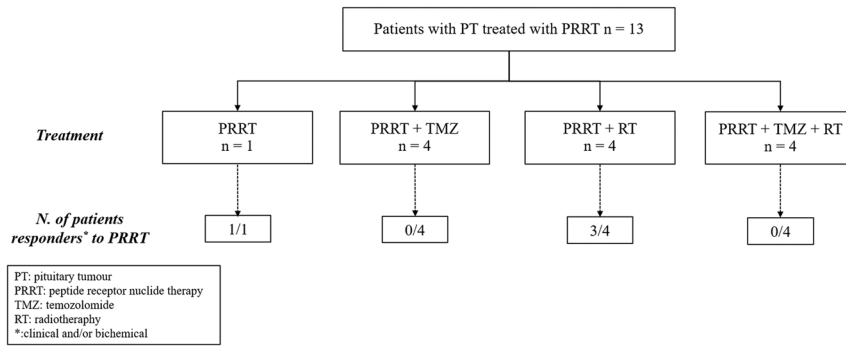 Patients with PT treated with PRRT n = 13
Treatment
PRRT
n = 1
PRRT + TMZ
n = 4
PRRT + RT
n = 4
PRRT + TMZ + RT
n = 4
N. of patients
responders* to PRRT
1/1
0/4
3/4
0/4
PT: pituitary tumour
PRRT: peptide receptor nuclide therapy
TMZ: temozolomide
RT: radiotheraphy
*:clinical and/or bichemical